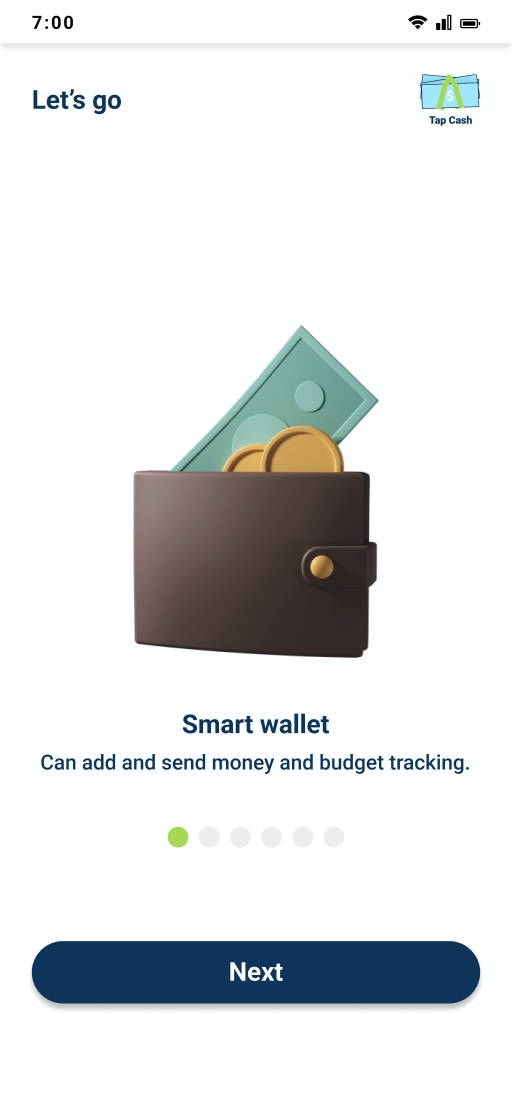 7:00
Let’s go
$
Tap Cash
Smart wallet
Can add and send money and budget tracking.
Next